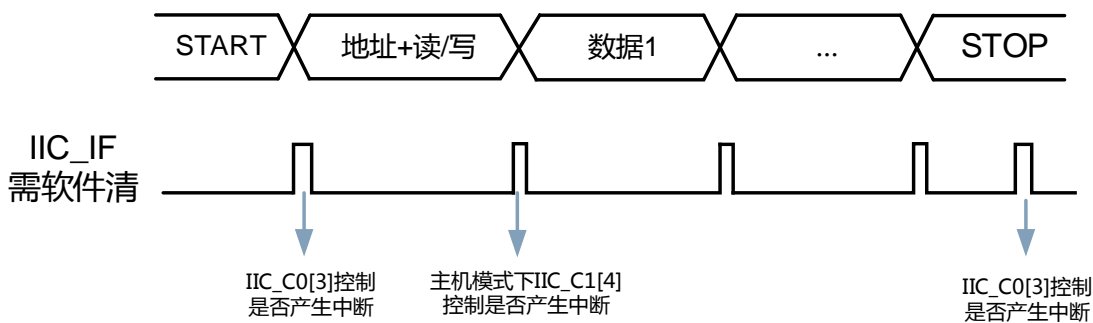 START
地址+读/写
数据1
...
STOP
IIC_IF
需软件清
IIC_C0[3]控制
是否产生中断
主机模式下IIC_C1[4]
控制是否产生中断
IIC_C0[3]控制
是否产生中断